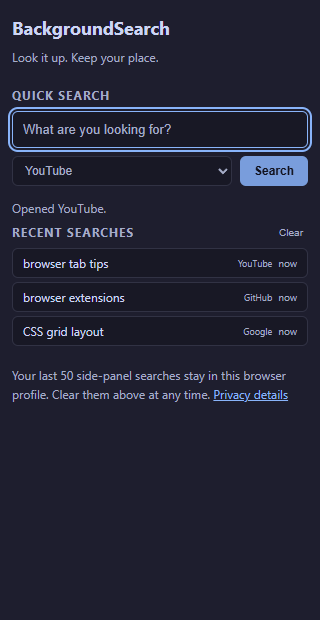 BackgroundSearch
Look it up. Keep your place.
QUICK SEARCH
What are you looking for?
YouTube Search
Opened YouTube.
RECENT SEARCHES Clear
browser tab tips YouTube now
browser extensions GitHub now
CSS grid layout Google now
Your last 50 side-panel searches stay in this browser
profile. Clear them above at any time. Privacy details